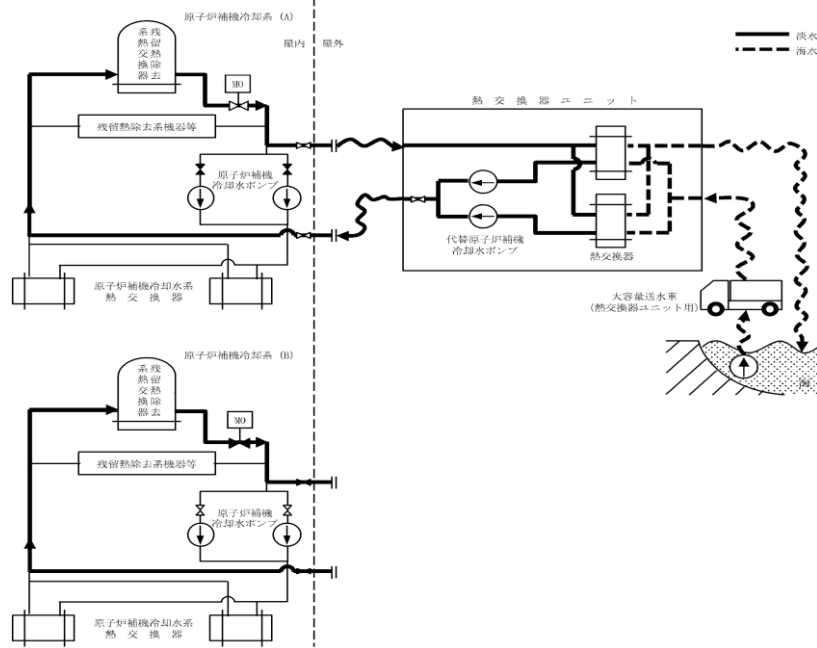 原子炉補機冷却系 (A)
屋内
屋外
淡水
海水
残留熱除去系熱交換器
MO
残留熱除去系機器等
原子炉補機
冷却水ポンプ
原子炉補機冷却水系
熱交換器
熱交換器ユニット
代替原子炉補機
冷却水ポンプ
熱交換器
大容量送水車
(熱交換器ユニット用)
海
原子炉補機冷却系 (B)
残留熱除去系熱交換器
MO
残留熱除去系機器等
原子炉補機
冷却水ポンプ
原子炉補機冷却水系
熱交換器